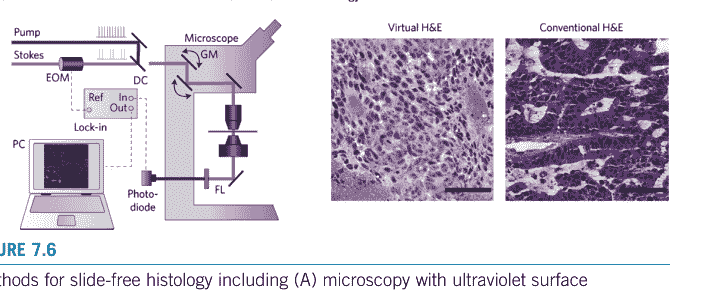 Pump
Stokes
EOM
DC
Microscope
GM
Ref In
Out
Lock-in
PC
Photo-
diode
FL
Virtual H&E
Conventional H&E
URE 7.6
thods for slide-free histology including (A) microscopy with ultraviolet surface